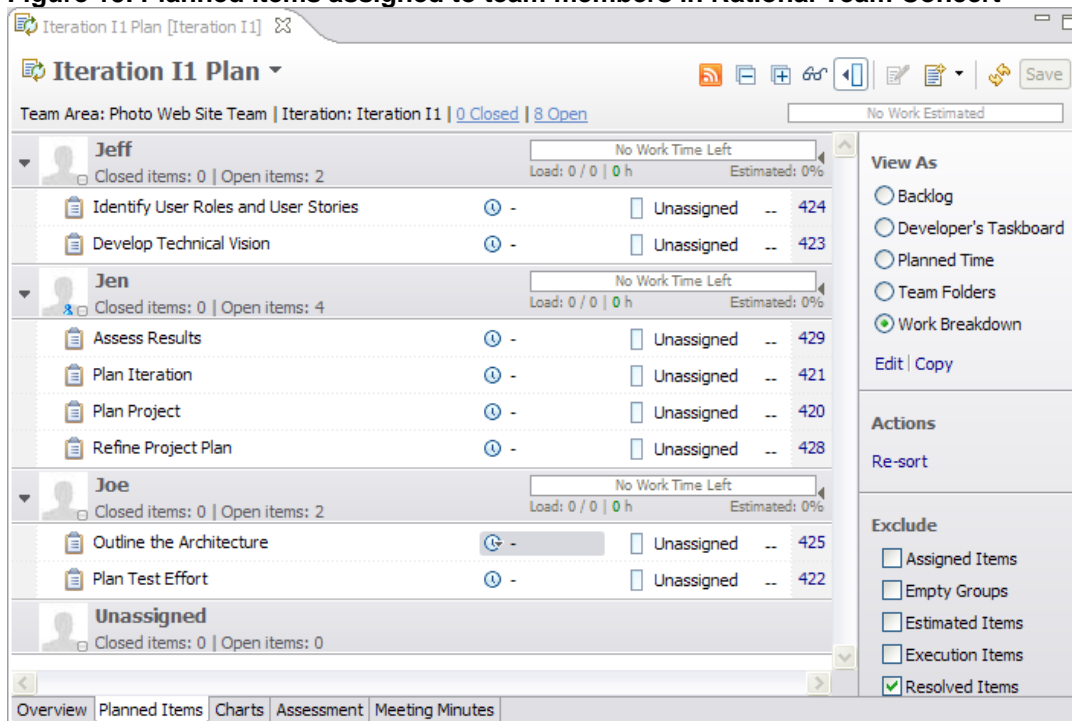 Figure 10. Planned items assigned to team members in Rational Team Concert
Iteration I1 Plan [Iteration I1]
Iteration I1 Plan
Save
Team Area: Photo Web Site Team | Iteration: Iteration I1 | 0 Closed | 8 Open
No Work Estimated
Jeff
No Work Time Left
Closed items: 0 | Open items: 2
Load: 0 / 0 | 0 h
Estimated: 0%
Identify User Roles and User Stories - Unassigned -- 424
Develop Technical Vision - Unassigned -- 423
Jen
No Work Time Left
Closed items: 0 | Open items: 4
Load: 0 / 0 | 0 h
Estimated: 0%
Assess Results - Unassigned -- 429
Plan Iteration - Unassigned -- 421
Plan Project - Unassigned -- 420
Refine Project Plan - Unassigned -- 428
Joe
No Work Time Left
Closed items: 0 | Open items: 2
Load: 0 / 0 | 0 h
Estimated: 0%
Outline the Architecture - Unassigned -- 425
Plan Test Effort - Unassigned -- 422
Unassigned
Closed items: 0 | Open items: 0
View As
Backlog
Developer's Taskboard
Planned Time
Team Folders
Work Breakdown
Edit | Copy
Actions
Re-sort
Exclude
Assigned Items
Empty Groups
Estimated Items
Execution Items
Resolved Items
Overview
Planned Items
Charts
Assessment
Meeting Minutes